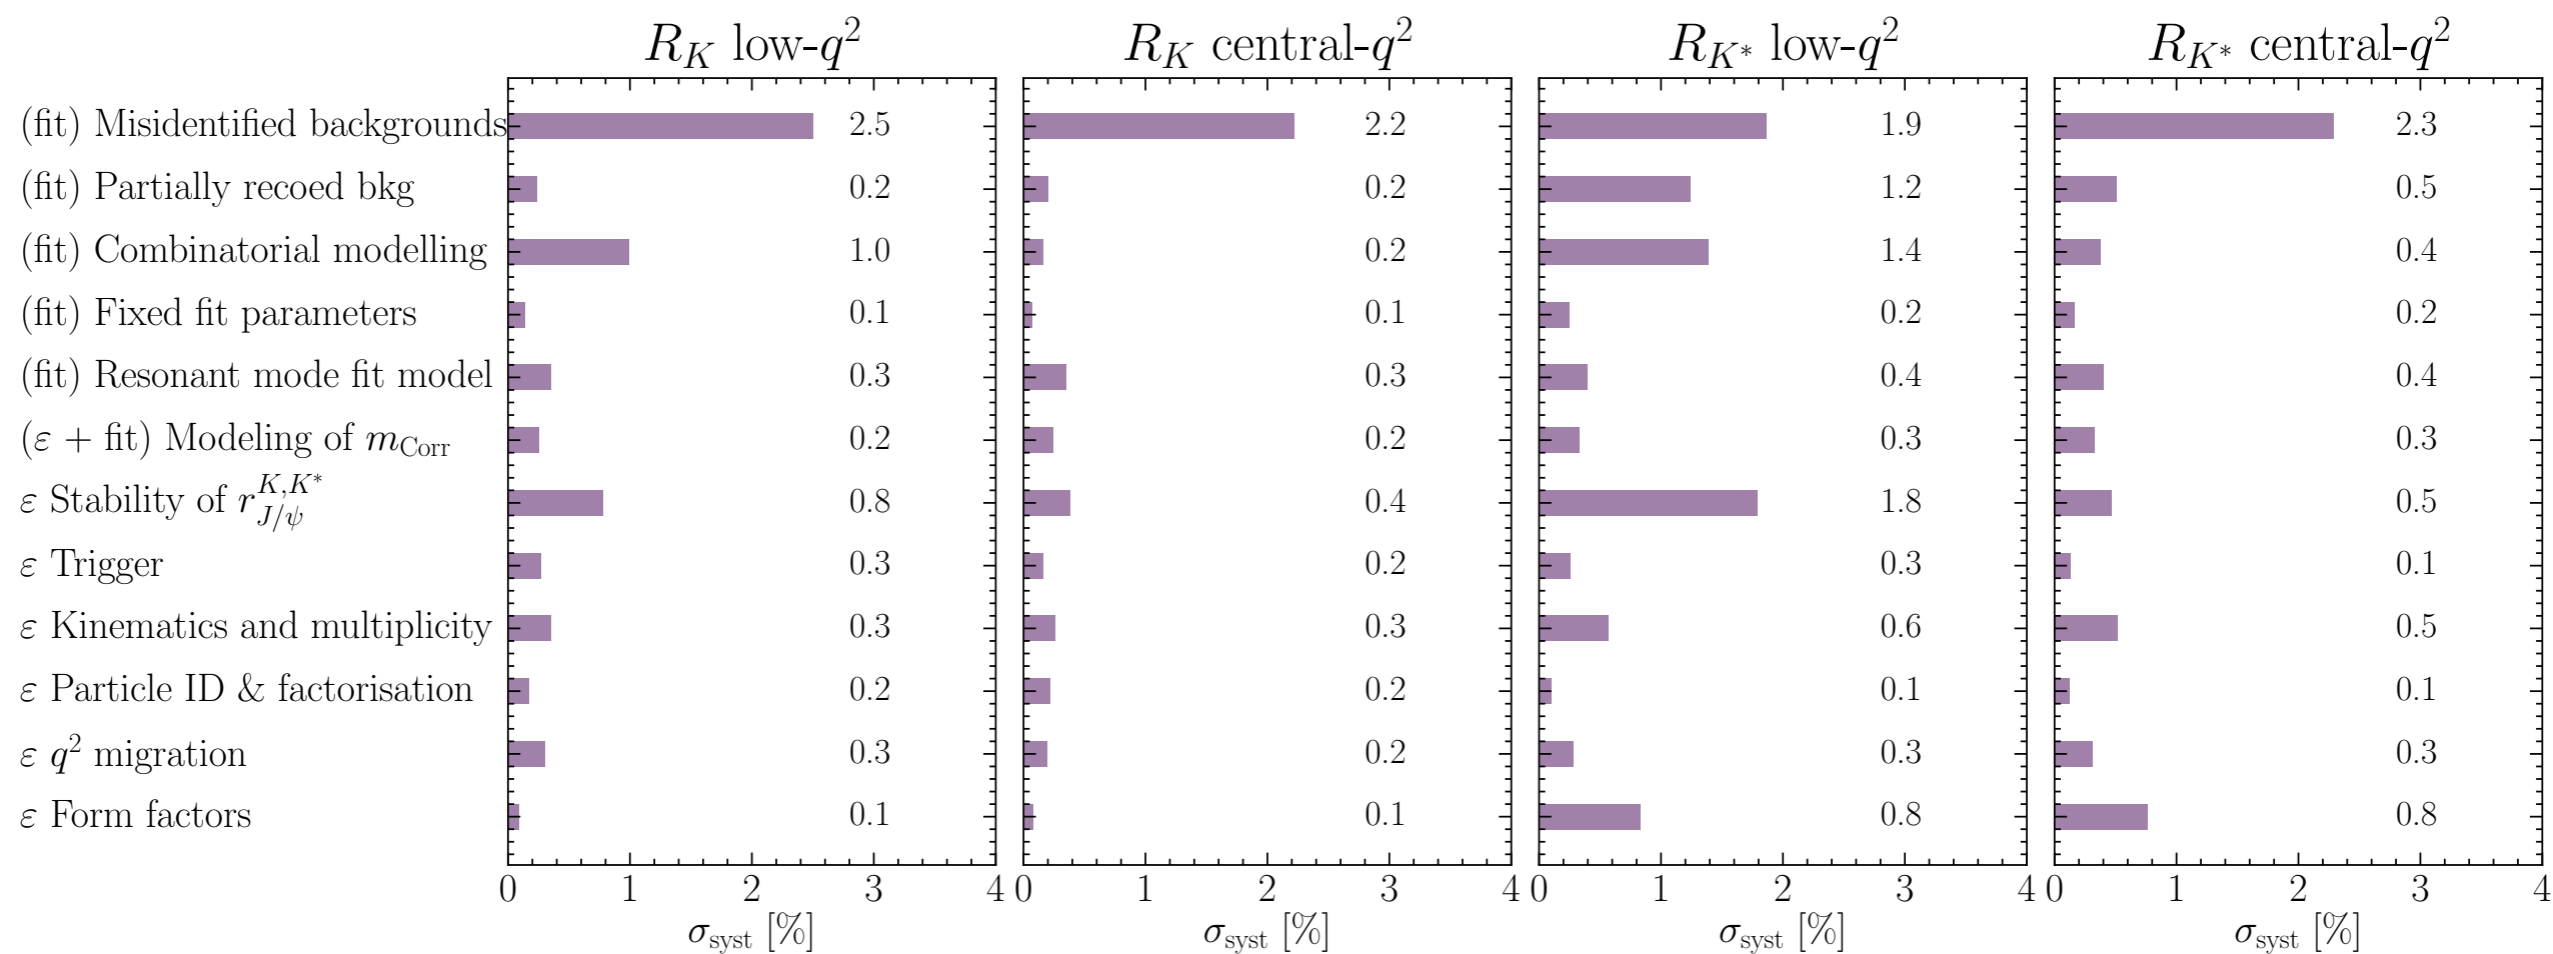 R_K low-q²   R_K central-q²   R_K* low-q²   R_K* central-q²
(fit) Misidentified backgrounds 2.5 2.2 1.9 2.3
(fit) Partially recoed bkg 0.2 0.2 1.2 0.5
(fit) Combinatorial modelling 1.0 0.2 1.4 0.4
(fit) Fixed fit parameters 0.1 0.1 0.2 0.2
(fit) Resonant mode fit model 0.3 0.3 0.4 0.4
(ε + fit) Modeling of m_Corr 0.2 0.2 0.3 0.3
ε Stability of r_{J/ψ}^{K,K*} 0.8 0.4 1.8 0.5
ε Trigger 0.3 0.2 0.3 0.1
ε Kinematics and multiplicity 0.3 0.3 0.6 0.5
ε Particle ID & factorisation 0.2 0.2 0.1 0.1
ε q² migration 0.3 0.2 0.3 0.3
ε Form factors 0.1 0.1 0.8 0.8
0 1 2 3 4 0 1 2 3 4 0 1 2 3 4 0 1 2 3 4
σ_syst [%] σ_syst [%] σ_syst [%] σ_syst [%]